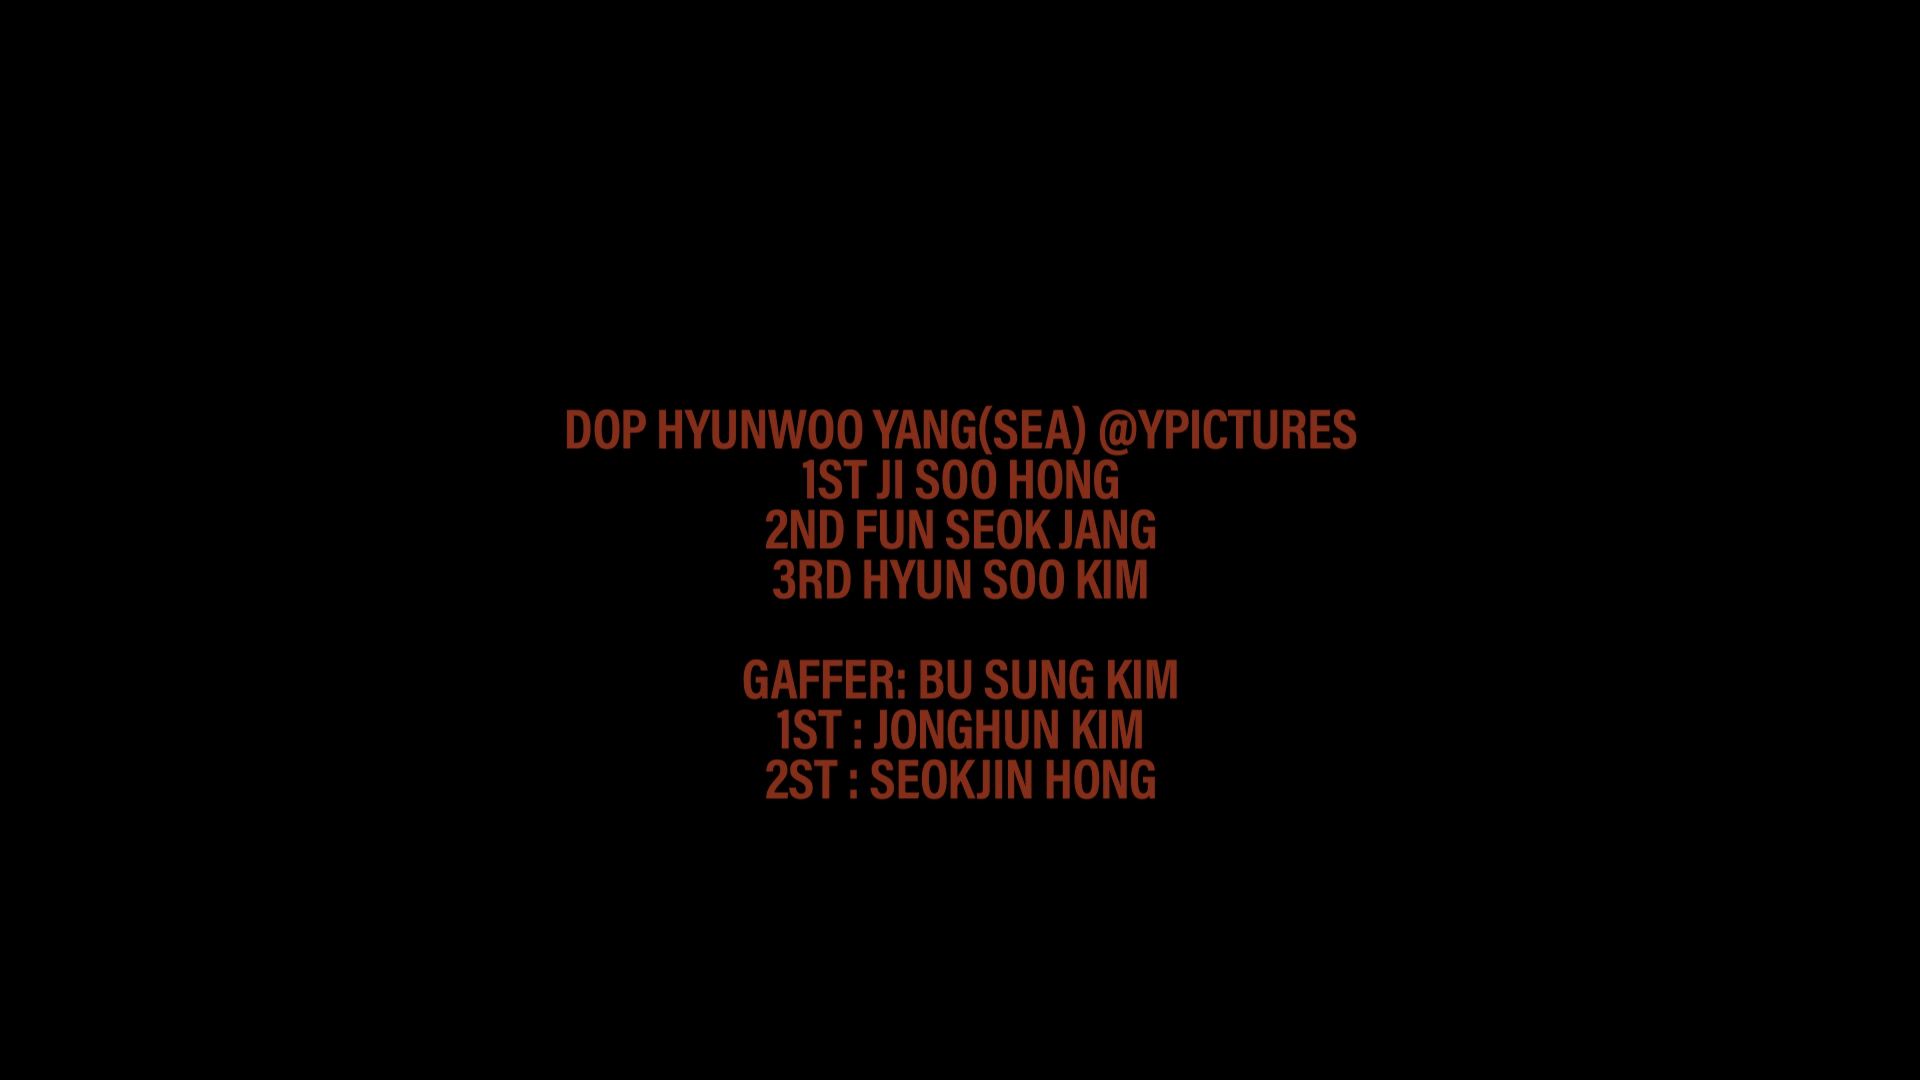 DOP HYUNWOO YANG(SEA) @YPICTURES
1ST JI SOO HONG
2ND FUN SEOK JANG
3RD HYUN SOO KIM
GAFFER: BU SUNG KIM
1ST : JONGHUN KIM
2ST : SEOKJIN HONG